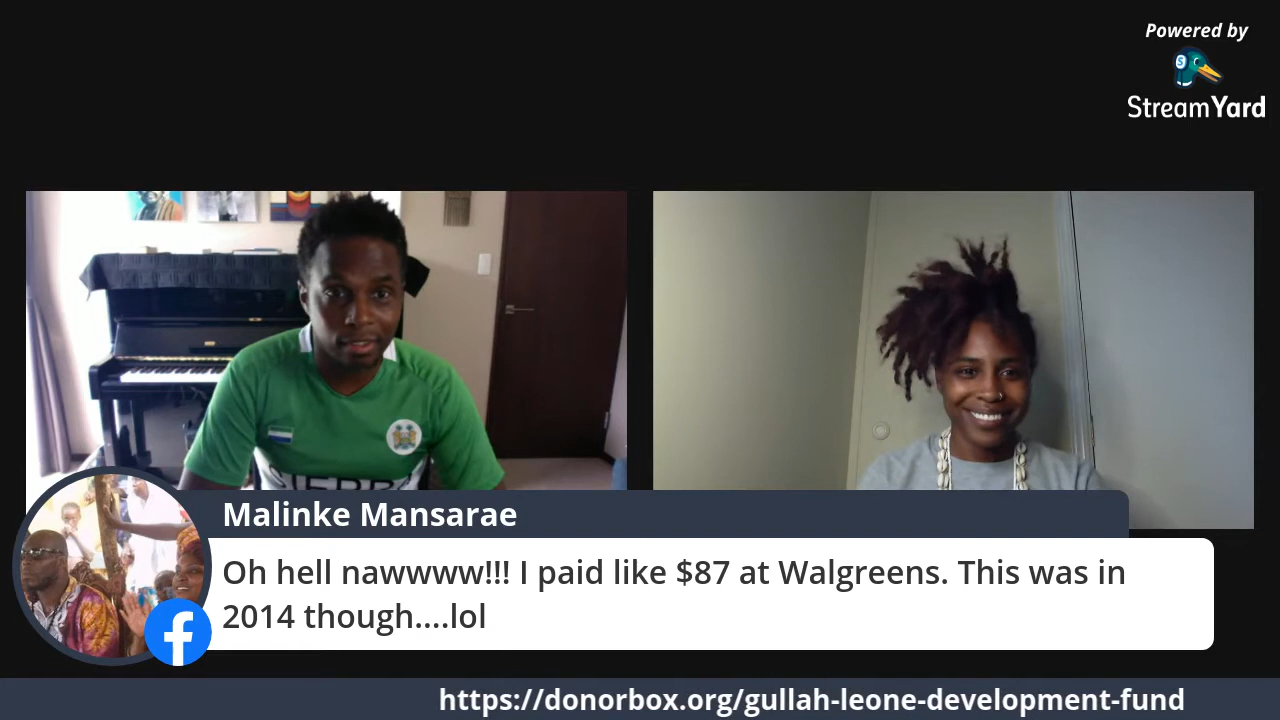 Powered by
S
StreamYard
SIERRA
Malinke Mansarae
Oh hell nawwww!!! I paid like $87 at Walgreens. This was in
2014 though....lol
https://donorbox.org/gullah-leone-development-fund